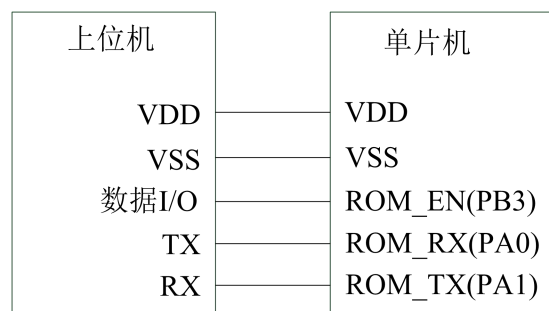 上位机
VDD
VSS
数据I/O
TX
RX
单片机
VDD
VSS
ROM_EN(PB3)
ROM_RX(PA0)
ROM_TX(PA1)